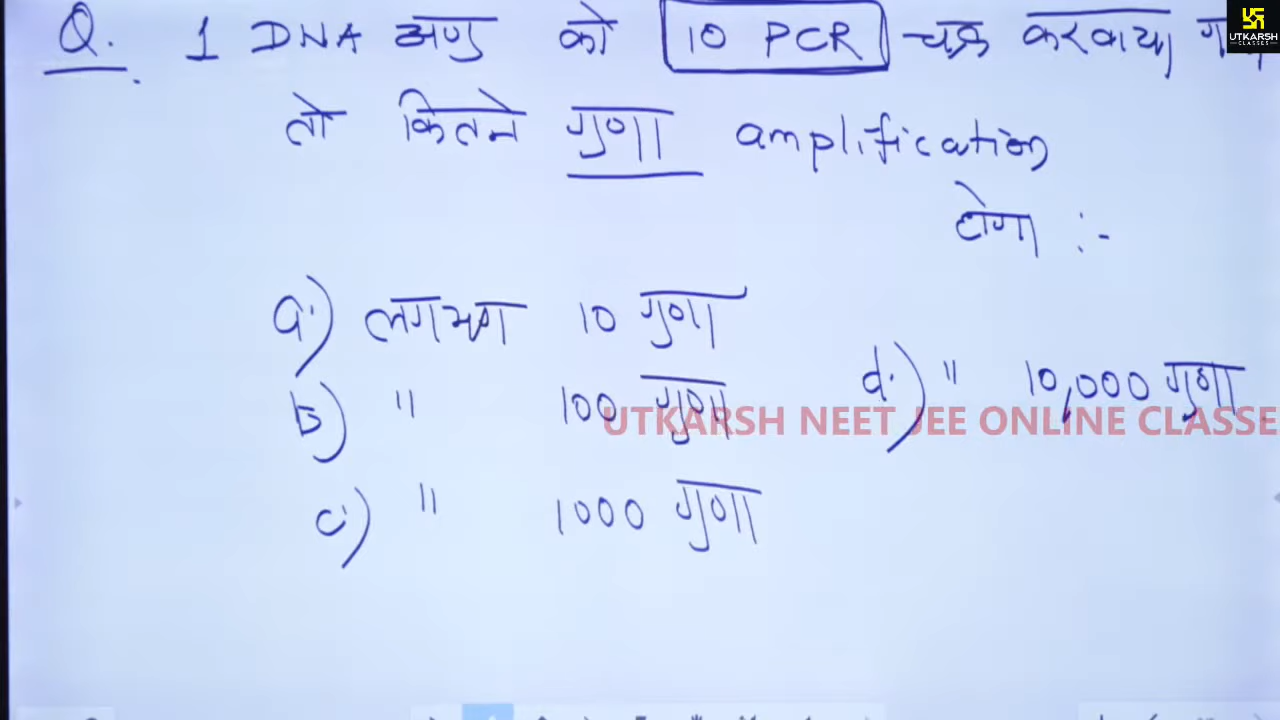 Q. 1 DNA अणु को 10 PCR चक्र करवाया
तो कितने गुणा amplification
होगा :-
a.) लगभग 10 गुणा
b) " 100 गुणा
c.) " 1000 गुणा
d.) " 10,000 गुणा
UTKARSH NEET JEE ONLINE CLASSE
UTKARSH
CLASSES